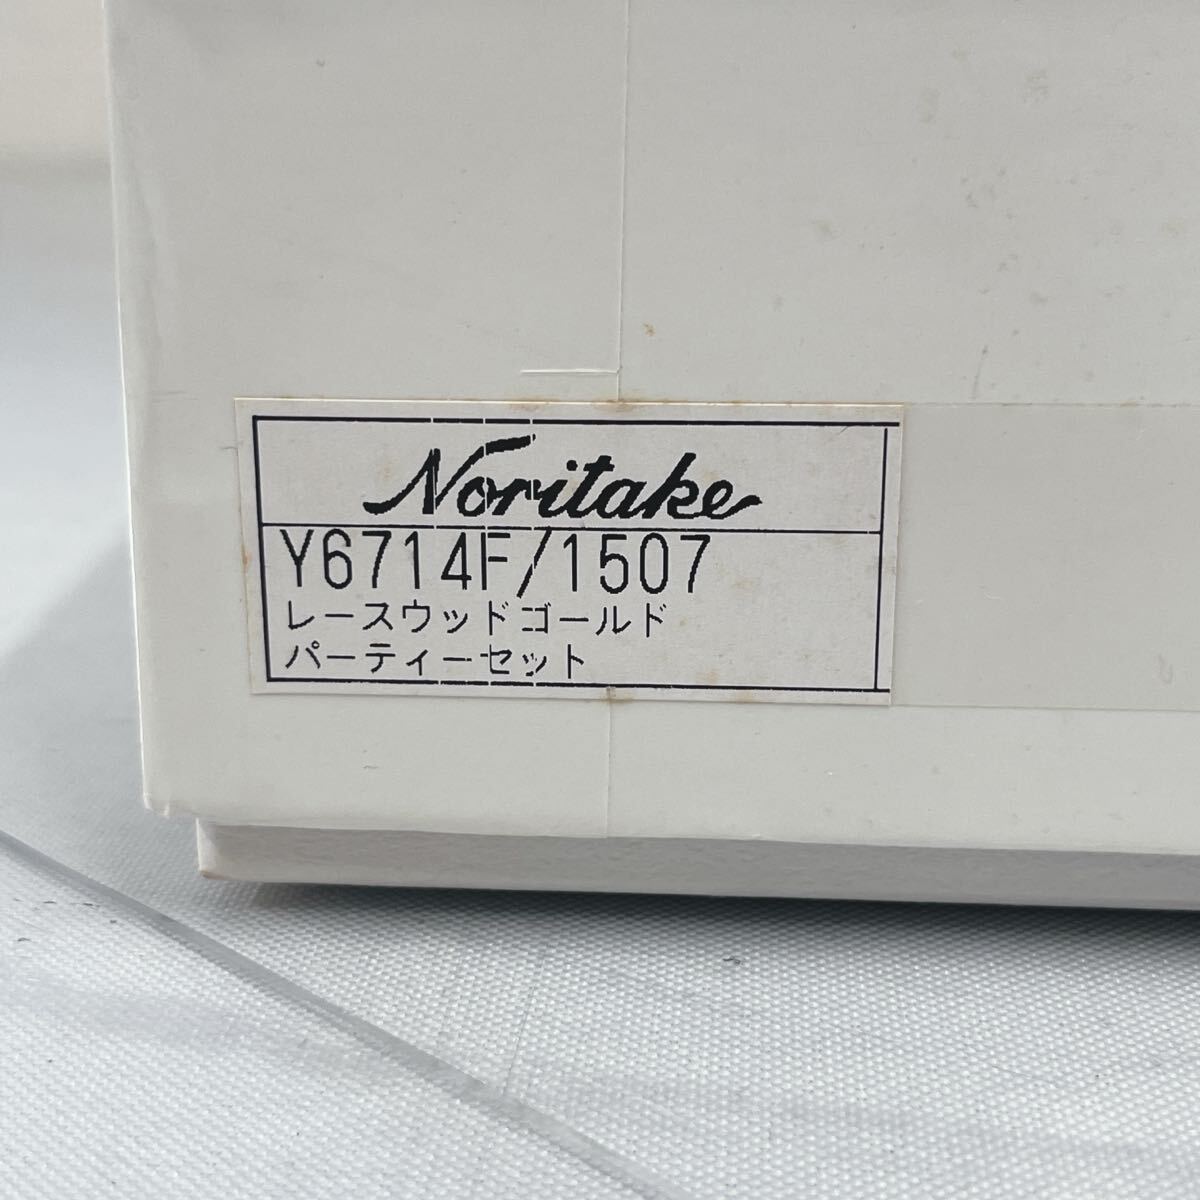 Noritake
Y6714F/1507
レースウッドゴールド
パーティーセット